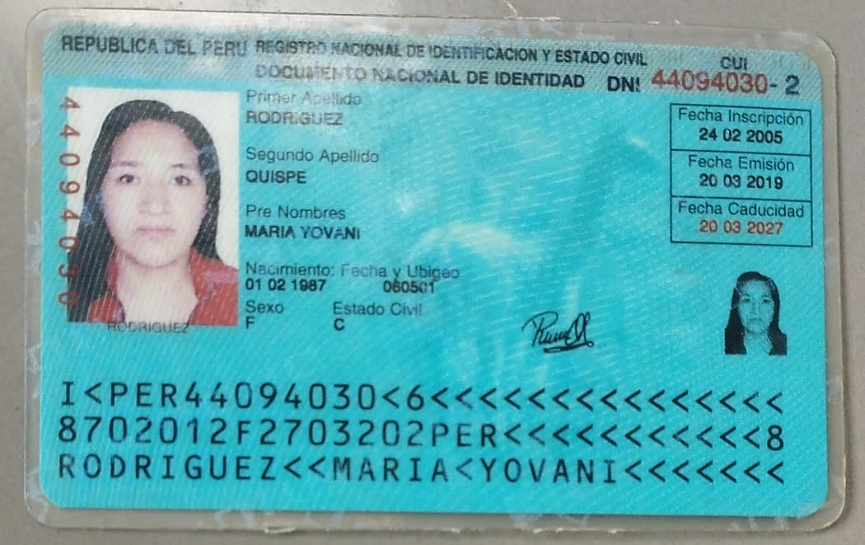 REPUBLICA DEL PERU REGISTRO NACIONAL DE IDENTIFICACION Y ESTADO CIVIL
DOCUMENTO NACIONAL DE IDENTIDAD
CUI
DNI 44094030-2
44094030
Primer Apellido
RODRIGUEZ
Segundo Apellido
QUISPE
Pre Nombres
MARIA YOVANI
Nacimiento: Fecha y Ubigeo
01 02 1987 060501
Sexo Estado Civil
F C
Fecha Inscripción
24 02 2005
Fecha Emisión
20 03 2019
Fecha Caducidad
20 03 2027
RODRIGUEZ
I<PER44094030<6<<<<<<<<<<<<<<<
8702012F2703202PER<<<<<<<<<<<8
RODRIGUEZ<<MARIA<YOVANI<<<<<<<